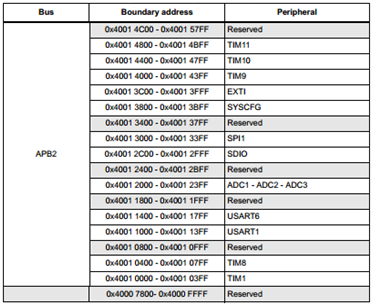 Bus Boundary address Peripheral
APB2
0x4001 4C00 - 0x4001 57FF Reserved
0x4001 4800 - 0x4001 4BFF TIM11
0x4001 4400 - 0x4001 47FF TIM10
0x4001 4000 - 0x4001 43FF TIM9
0x4001 3C00 - 0x4001 3FFF EXTI
0x4001 3800 - 0x4001 3BFF SYSCFG
0x4001 3400 - 0x4001 37FF Reserved
0x4001 3000 - 0x4001 33FF SPI1
0x4001 2C00 - 0x4001 2FFF SDIO
0x4001 2400 - 0x4001 2BFF Reserved
0x4001 2000 - 0x4001 23FF ADC1 - ADC2 - ADC3
0x4001 1800 - 0x4001 1FFF Reserved
0x4001 1400 - 0x4001 17FF USART6
0x4001 1000 - 0x4001 13FF USART1
0x4001 0800 - 0x4001 0FFF Reserved
0x4001 0400 - 0x4001 07FF TIM8
0x4001 0000 - 0x4001 03FF TIM1
0x4000 7800- 0x4000 FFFF Reserved